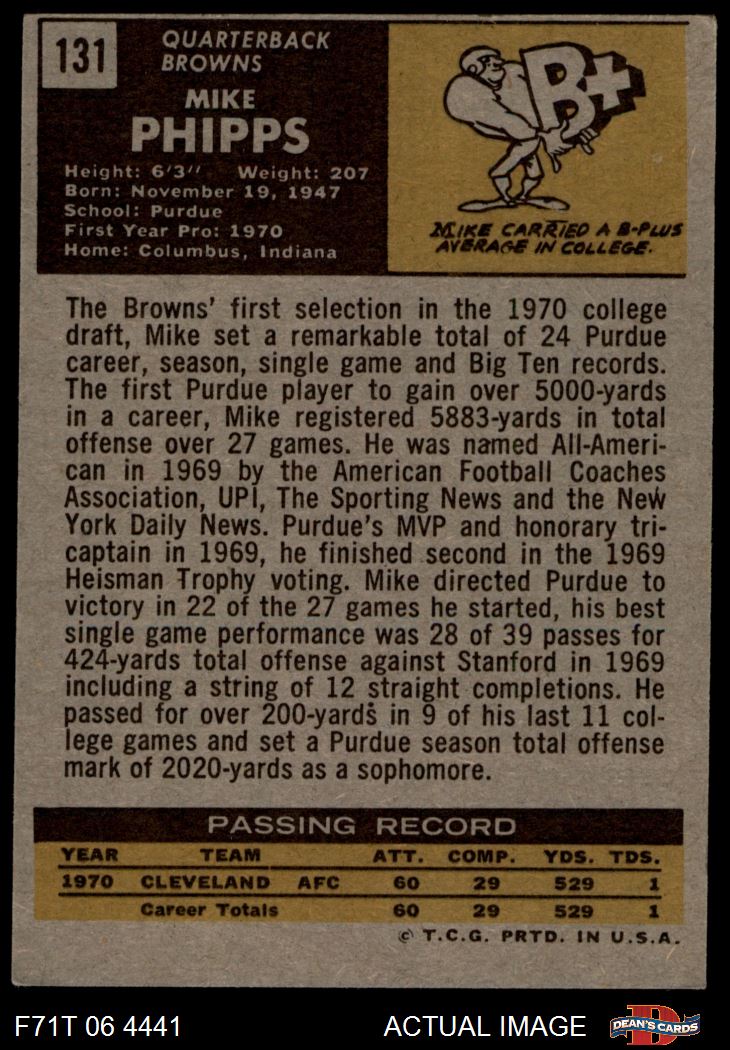 131
QUARTERBACK
BROWNS
MIKE
PHIPPS
Height: 6'3" Weight: 207
Born: November 19, 1947
School: Purdue
First Year Pro: 1970
Home: Columbus, Indiana
B+
MIKE CARRIED A B-PLUS
AVERAGE IN COLLEGE.
The Browns' first selection in the 1970 college
draft, Mike set a remarkable total of 24 Purdue
career, season, single game and Big Ten records.
The first Purdue player to gain over 5000-yards
in a career, Mike registered 5883-yards in total
offense over 27 games. He was named All-Ameri-
can in 1969 by the American Football Coaches
Association, UPI, The Sporting News and the New
York Daily News. Purdue's MVP and honorary tri-
captain in 1969, he finished second in the 1969
Heisman Trophy voting. Mike directed Purdue to
victory in 22 of the 27 games he started, his best
single game performance was 28 of 39 passes for
424-yards total offense against Stanford in 1969
including a string of 12 straight completions. He
passed for over 200-yards in 9 of his last 11 col-
lege games and set a Purdue season total offense
mark of 2020-yards as a sophomore.
PASSING RECORD
YEAR TEAM ATT. COMP. YDS. TDS.
1970 CLEVELAND AFC 60 29 529 1
Career Totals 60 29 529 1
© T.C.G. PRTD. IN U.S.A.
F71T 06 4441 ACTUAL IMAGE
D
DEAN'S CARDS